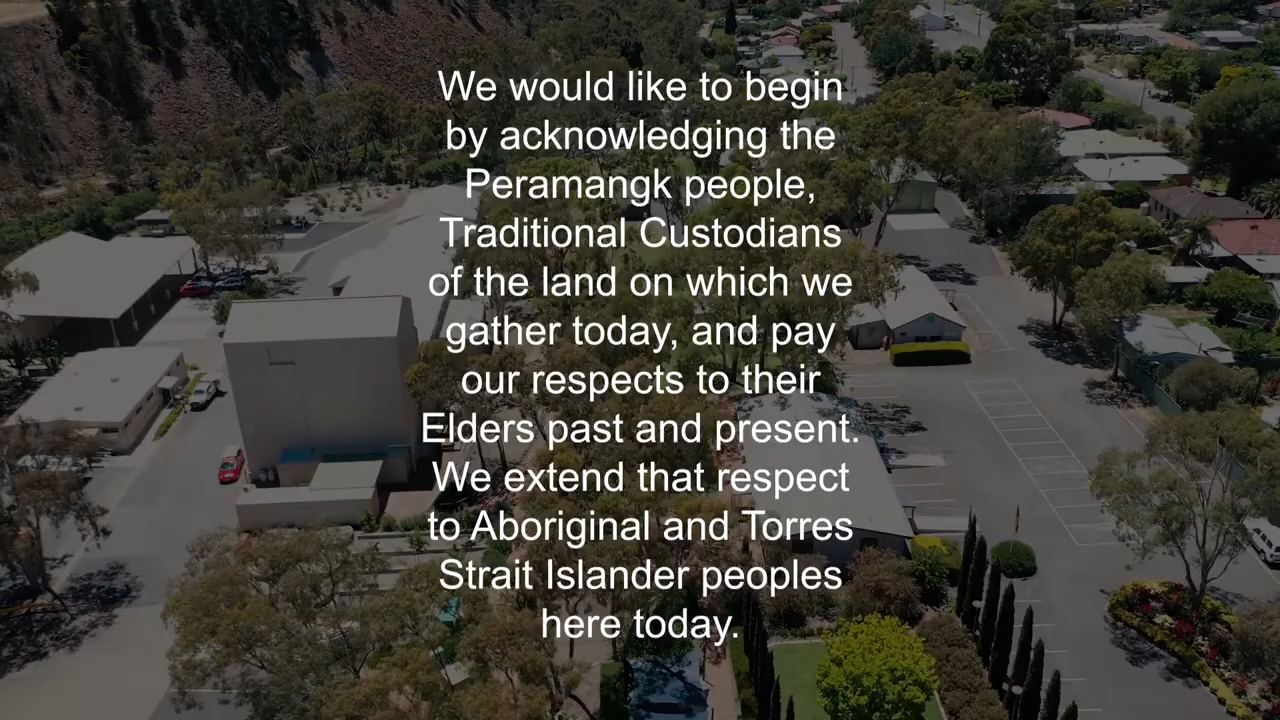 We would like to begin
by acknowledging the
Peramangk people,
Traditional Custodians
of the land on which we
gather today, and pay
our respects to their
Elders past and present.
We extend that respect
to Aboriginal and Torres
Strait Islander peoples
here today.